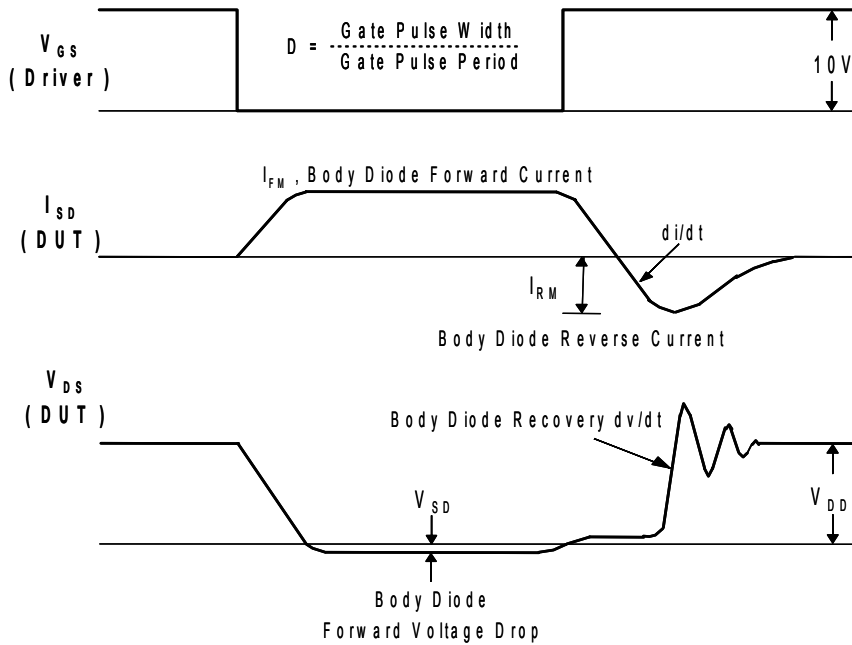 V GS
(Driver)
D = Gate Pulse Width
Gate Pulse Period
10V
I FM , Body Diode Forward Current
I SD
(DUT)
di/dt
I RM
Body Diode Reverse Current
V DS
(DUT)
Body Diode Recovery dv/dt
V SD
V DD
Body Diode
Forward Voltage Drop